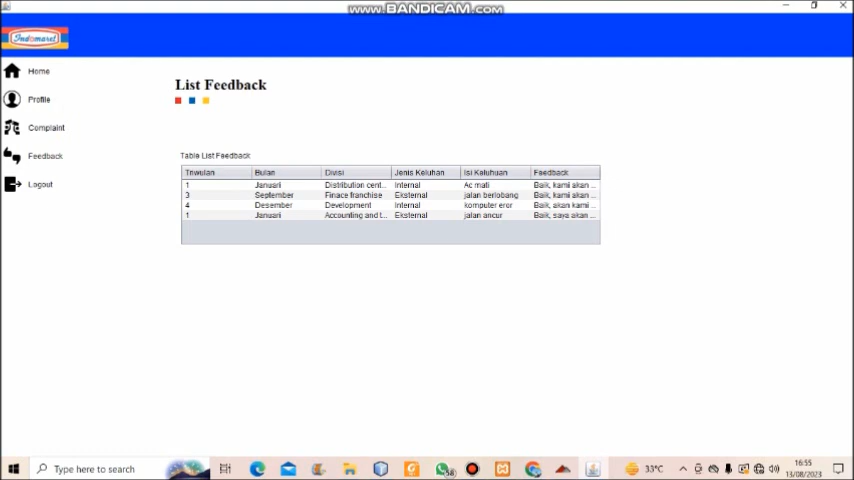 www.BANDICAM.com
Indomaret
Home
Profile
Complaint
Feedback
Logout
List Feedback
Table List Feedback
Triwulan Bulan Divisi Jenis Keluhan Isi Keluhuan Feedback
1 Januari Distribution cent... Internal Ac mati Baik, kami akan ...
3 September Finace franchise Eksternal jalan berlobang Baik, kami akan ...
4 Desember Development Internal komputer eror Baik, akan kami ...
1 Januari Accounting and t... Eksternal jalan ancur Baik, saya akan ...
Type here to search
58
33°C
16:55
13/08/2023